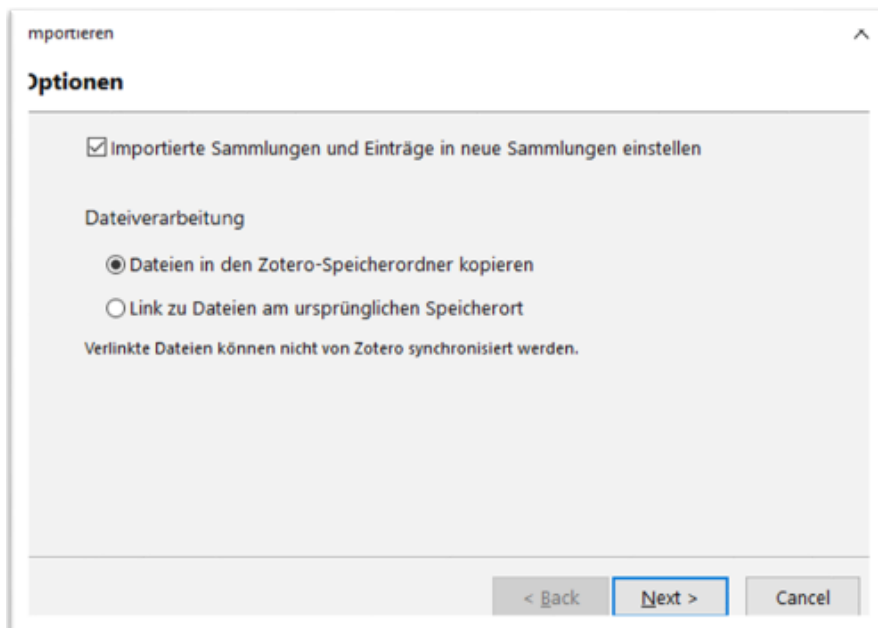 mportieren
Optionen
Importierte Sammlungen und Einträge in neue Sammlungen einstellen
Dateiverarbeitung
Dateien in den Zotero-Speicherordner kopieren
Link zu Dateien am ursprünglichen Speicherort
Verlinkte Dateien können nicht von Zotero synchronisiert werden.
< Back Next > Cancel